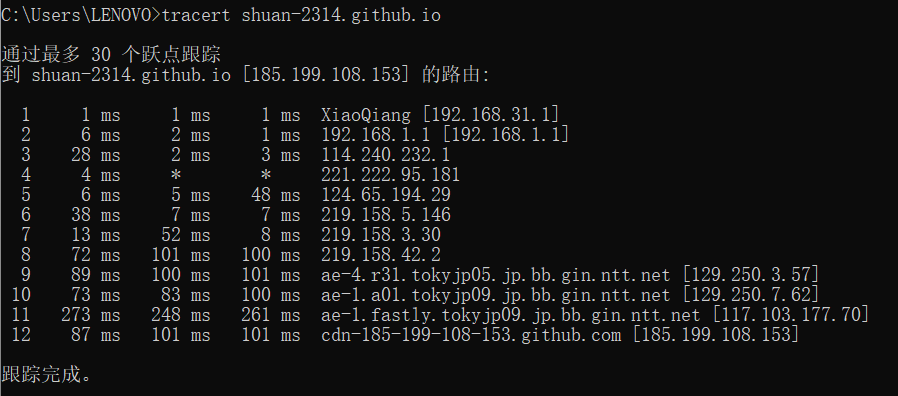 C:\Users\LENOVO>tracert shuan-2314.github.io
通过最多 30 个跃点跟踪
到 shuan-2314.github.io [185.199.108.153] 的路由:
1 1 ms 1 ms 1 ms XiaoQiang [192.168.31.1]
2 6 ms 2 ms 1 ms 192.168.1.1 [192.168.1.1]
3 28 ms 2 ms 3 ms 114.240.232.1
4 4 ms * * 221.222.95.181
5 6 ms 5 ms 48 ms 124.65.194.29
6 38 ms 7 ms 7 ms 219.158.5.146
7 13 ms 52 ms 8 ms 219.158.3.30
8 72 ms 101 ms 100 ms 219.158.42.2
9 89 ms 100 ms 101 ms ae-4.r31.tokyjp05.jp.bb.gin.ntt.net [129.250.3.57]
10 73 ms 83 ms 100 ms ae-1.a01.tokyjp09.jp.bb.gin.ntt.net [129.250.7.62]
11 273 ms 248 ms 261 ms ae-1.fastly.tokyjp09.jp.bb.gin.ntt.net [117.103.177.70]
12 87 ms 101 ms 101 ms cdn-185-199-108-153.github.com [185.199.108.153]
跟踪完成。